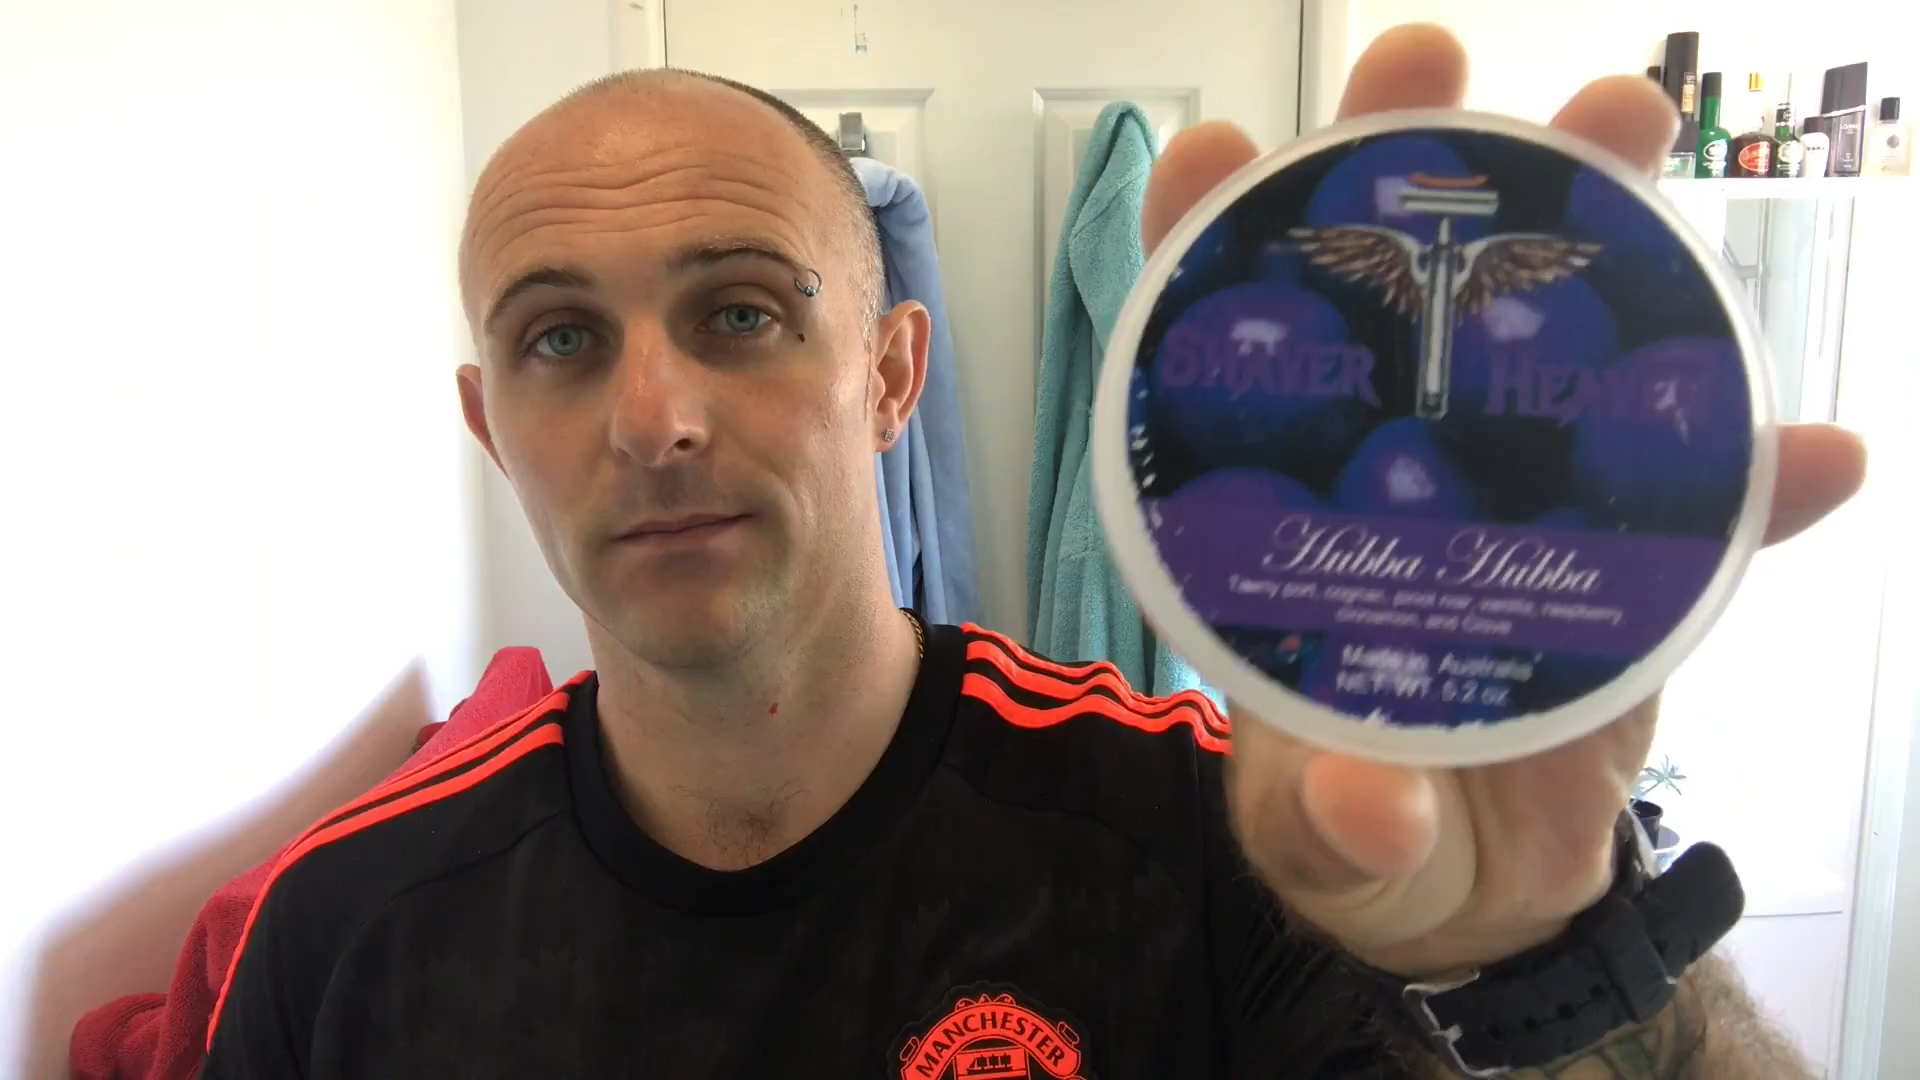 SHAVER HEAVEN
Hubba Hubba
Tawny port, cognac, pinot noir, vanilla, raspberry,
cinnamon, and Clove
Made in Australia
NET WT. 5.2 oz.
MANCHESTER